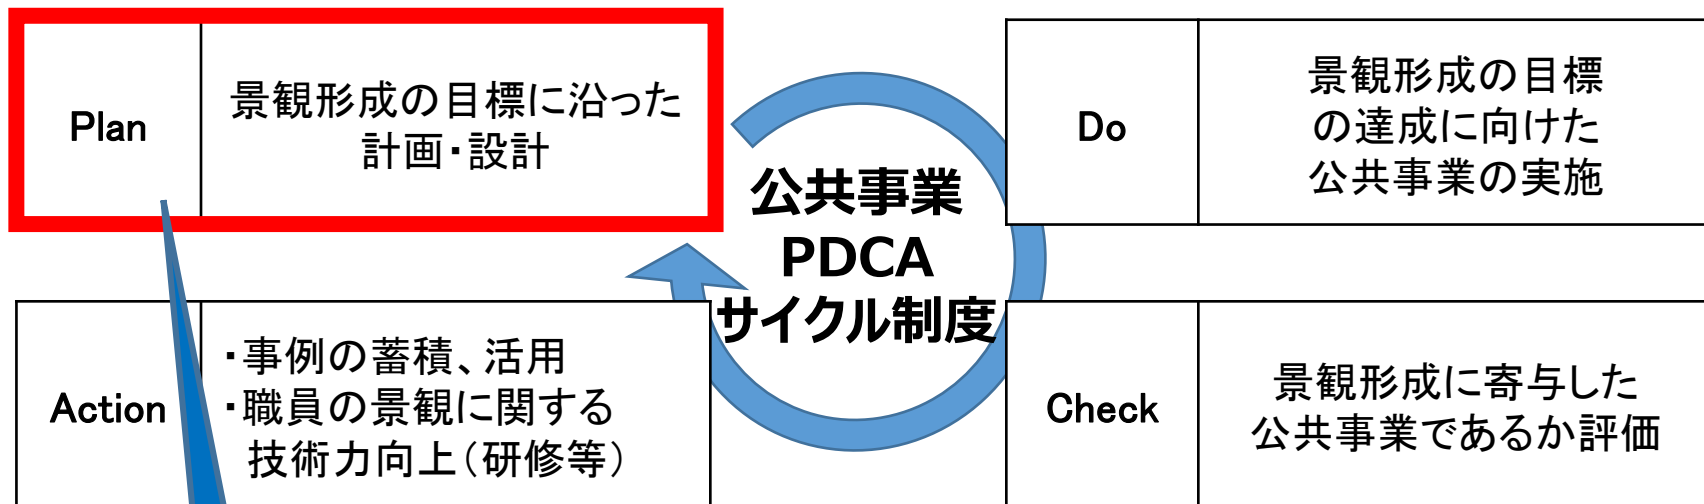 Plan
景観形成の目標に沿った
計画・設計
Do
景観形成の目標
の達成に向けた
公共事業の実施
公共事業
PDCA
サイクル制度
Action
・事例の蓄積、活用
・職員の景観に関する
技術力向上(研修等)
Check
景観形成に寄与した
公共事業であるか評価